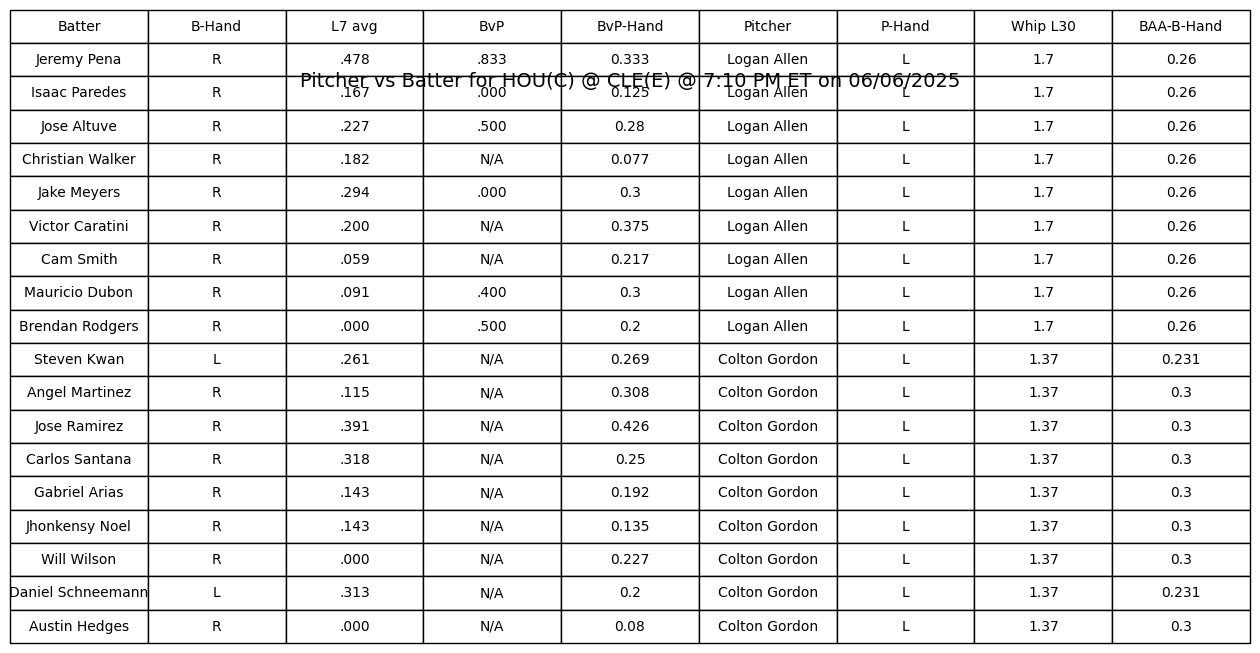 Batter B-Hand L7 avg BvP BvP-Hand Pitcher P-Hand Whip L30 BAA-B-Hand
Jeremy Pena R .478 .833 0.333 Logan Allen L 1.7 0.26
Pitcher vs Batter for HOU(C) @ CLE(E) @ 7:10 PM ET on 06/06/2025
Isaac Paredes R .167 .000 0.125 Logan Allen L 1.7 0.26
Jose Altuve R .227 .500 0.28 Logan Allen L 1.7 0.26
Christian Walker R .182 N/A 0.077 Logan Allen L 1.7 0.26
Jake Meyers R .294 .000 0.3 Logan Allen L 1.7 0.26
Victor Caratini R .200 N/A 0.375 Logan Allen L 1.7 0.26
Cam Smith R .059 N/A 0.217 Logan Allen L 1.7 0.26
Mauricio Dubon R .091 .400 0.3 Logan Allen L 1.7 0.26
Brendan Rodgers R .000 .500 0.2 Logan Allen L 1.7 0.26
Steven Kwan L .261 N/A 0.269 Colton Gordon L 1.37 0.231
Angel Martinez R .115 N/A 0.308 Colton Gordon L 1.37 0.3
Jose Ramirez R .391 N/A 0.426 Colton Gordon L 1.37 0.3
Carlos Santana R .318 N/A 0.25 Colton Gordon L 1.37 0.3
Gabriel Arias R .143 N/A 0.192 Colton Gordon L 1.37 0.3
Jhonkensy Noel R .143 N/A 0.135 Colton Gordon L 1.37 0.3
Will Wilson R .000 N/A 0.227 Colton Gordon L 1.37 0.3
Daniel Schneemann L .313 N/A 0.2 Colton Gordon L 1.37 0.231
Austin Hedges R .000 N/A 0.08 Colton Gordon L 1.37 0.3